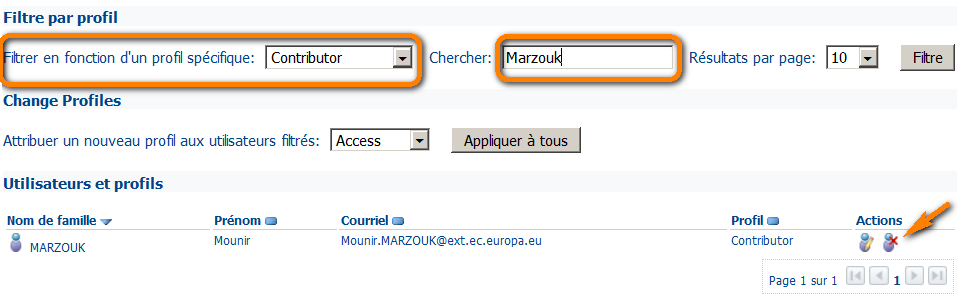 Filtre par profil
Filtrer en fonction d'un profil spécifique: Contributor Chercher: Marzouk Résultats par page: 10 Filtre
Change Profiles
Attribuer un nouveau profil aux utilisateurs filtrés: Access Appliquer à tous
Utilisateurs et profils
Nom de famille Prénom Courriel Profil Actions
MARZOUK Mounir Mounir.MARZOUK@ext.ec.europa.eu Contributor
Page 1 sur 1 1